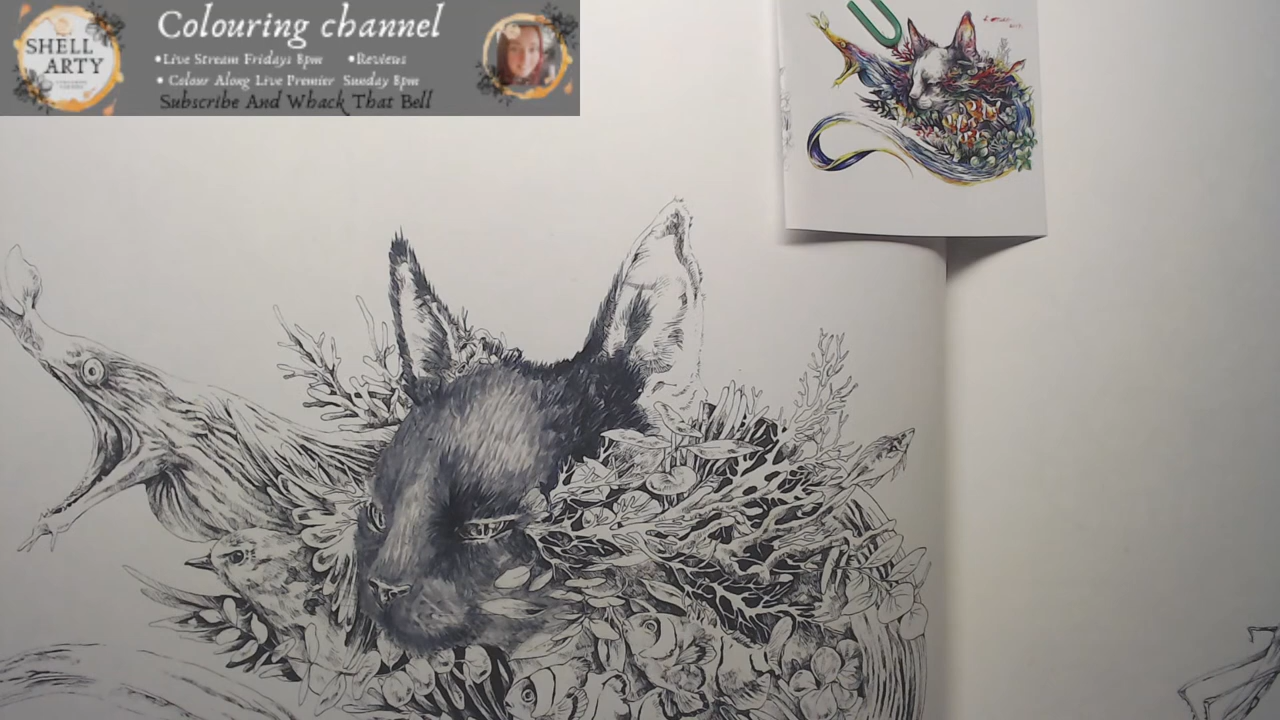 Colouring channel
SHELL
ARTY
•Live Stream Fridays 8pm •Reviews
• Colour Along Live Premier Sunday 8pm
Subscribe And Whack That Bell